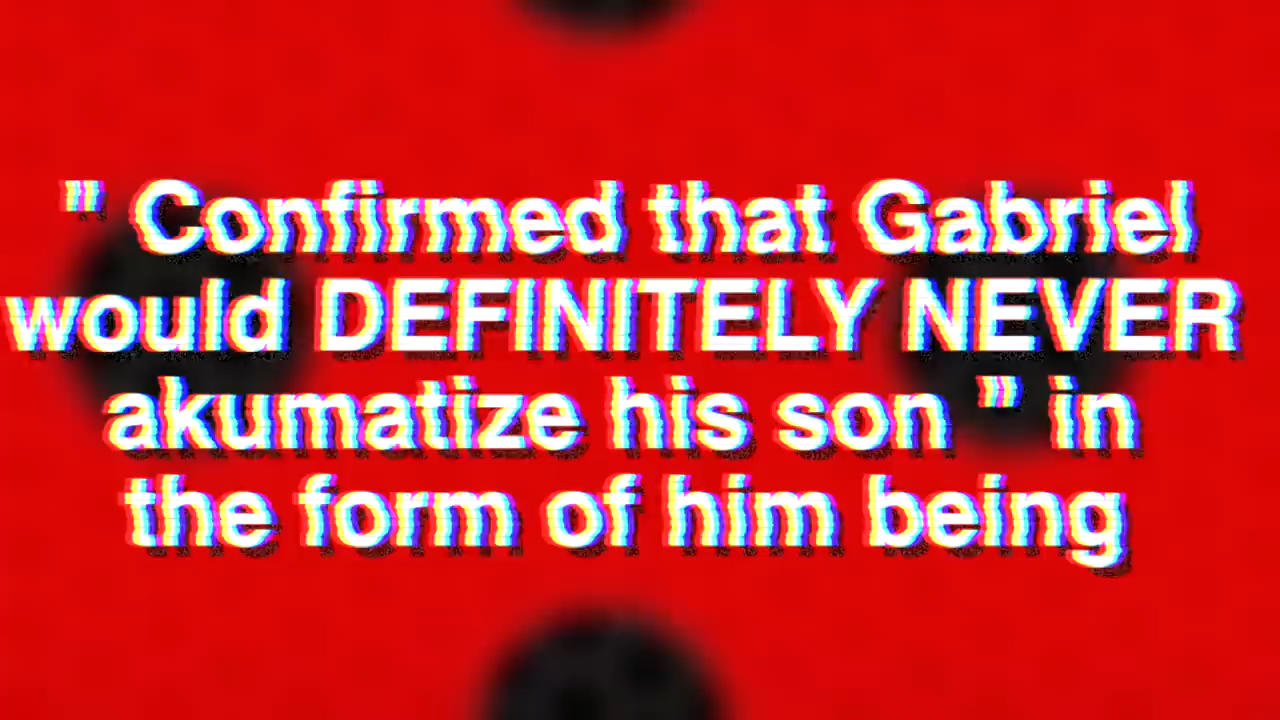 " Confirmed that Gabriel
would DEFINITELY NEVER
akumatize his son " in
the form of him being